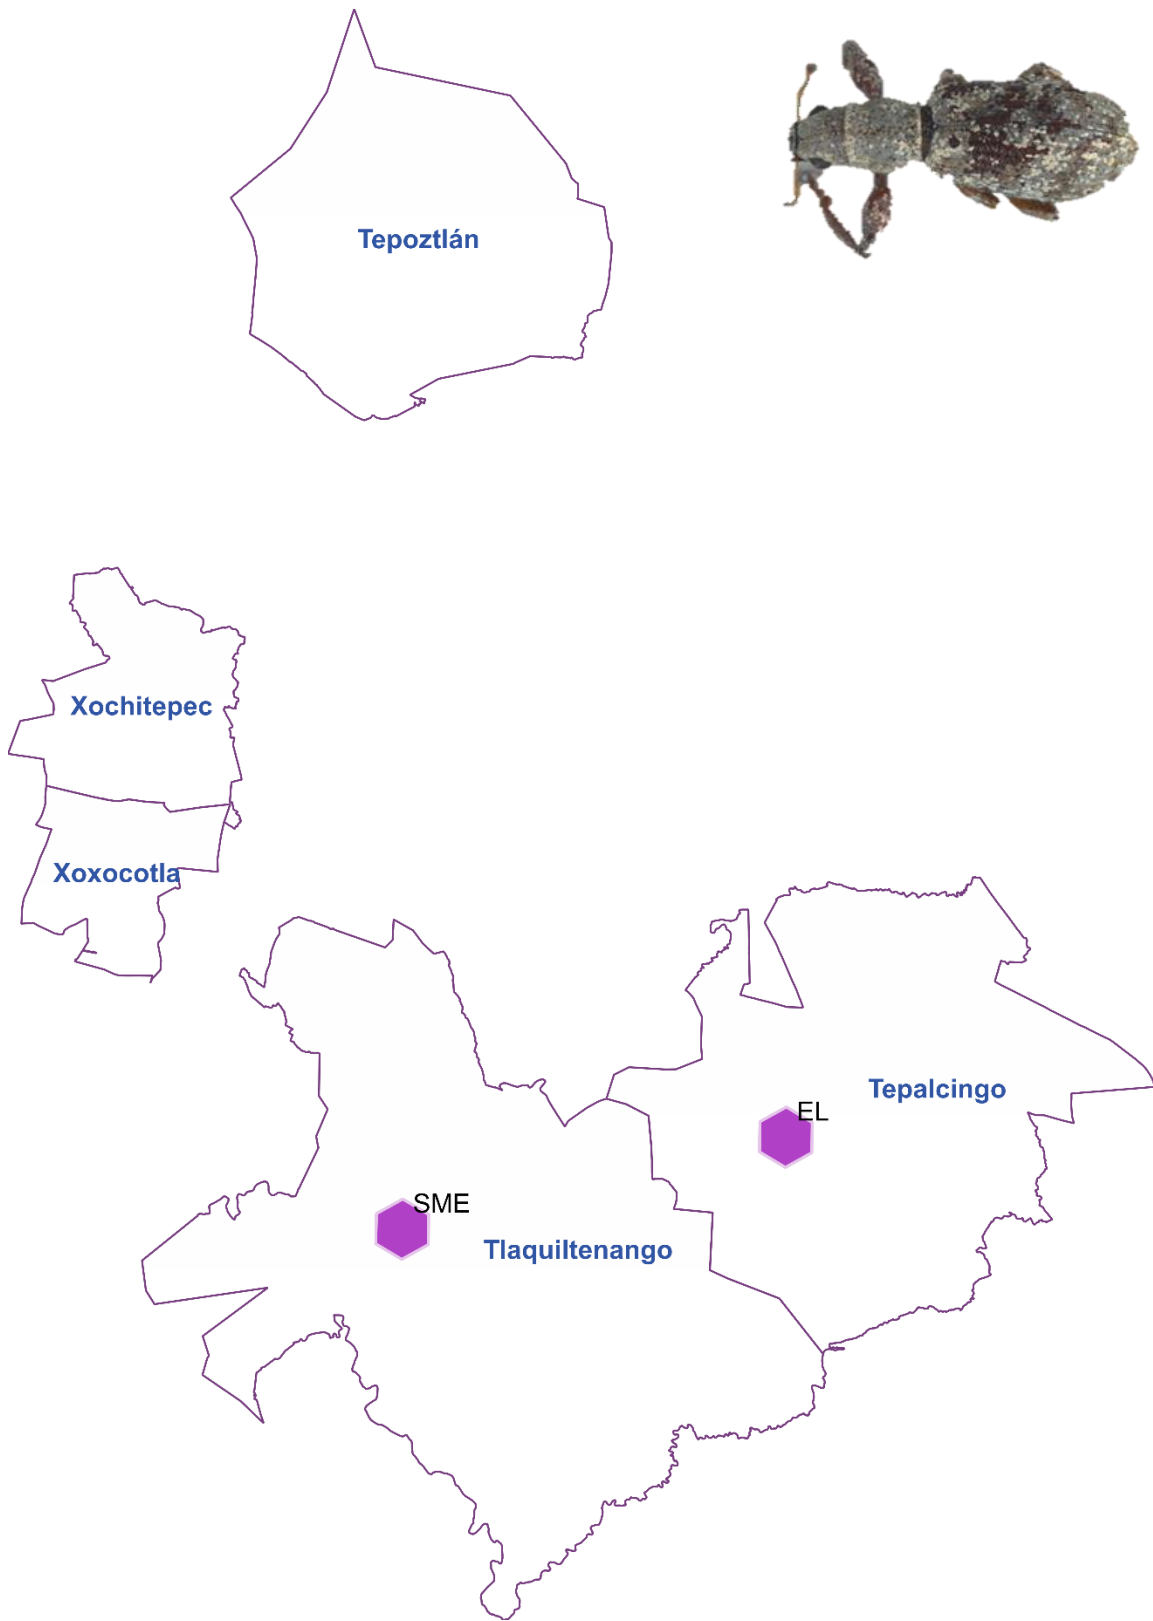 Tepoztlán
Xochitepec
Xoxocotla
Tepalcingo
EL
SME
Tlaquiltenango